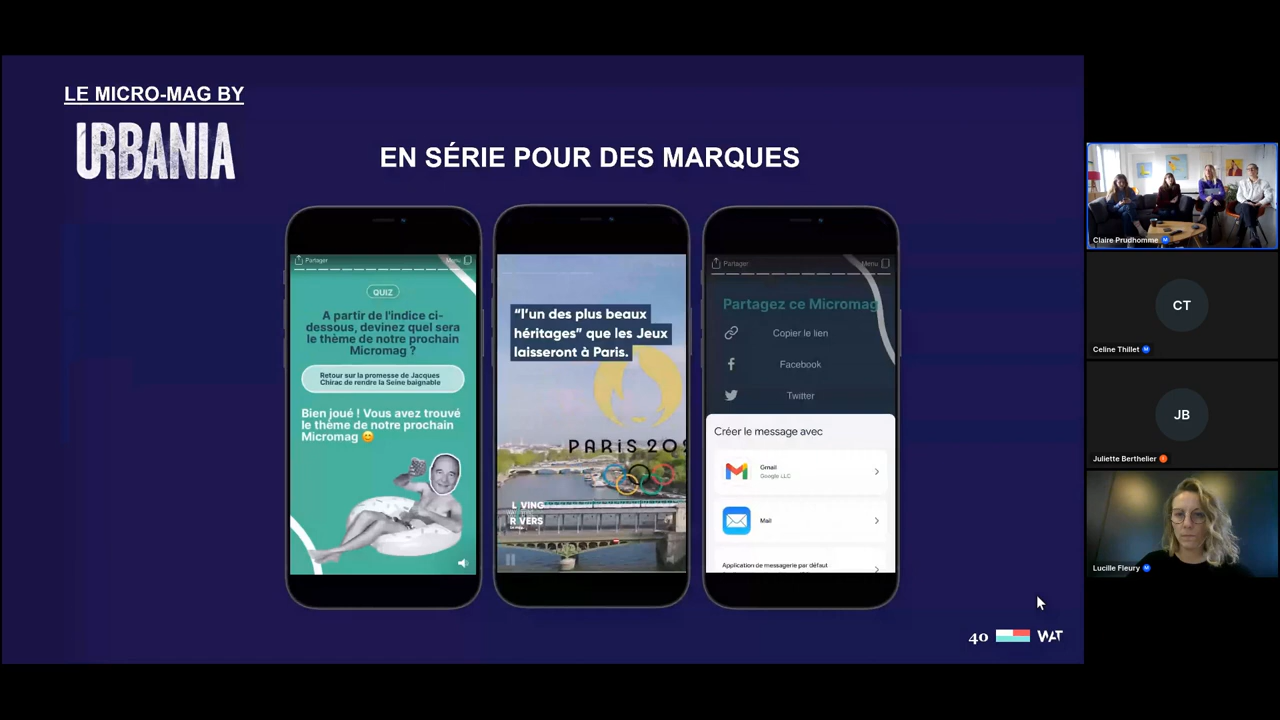 LE MICRO-MAG BY
URBANIA
EN SÉRIE POUR DES MARQUES
Partager
Menu
QUIZ
A partir de l'indice ci-
dessous, devinez quel sera
le thème de notre prochain
Micromag ?
Retour sur la promesse de Jacques
Chirac de rendre la Seine baignable
Bien joué ! Vous avez trouvé
le thème de notre prochain
Micromag 😊
“l’un des plus beaux
héritages” que les Jeux
laisseront à Paris.
PARIS 202
L VING
R VERS
Partager
Menu
Partagez ce Micromag
Copier le lien
Facebook
Twitter
Créer le message avec
Gmail
Google LLC
Mail
Application de messagerie par défaut
40
WAT
Claire Prudhomme M
CT
Celine Thillet M
JB
Juliette Berthelier
Lucille Fleury M